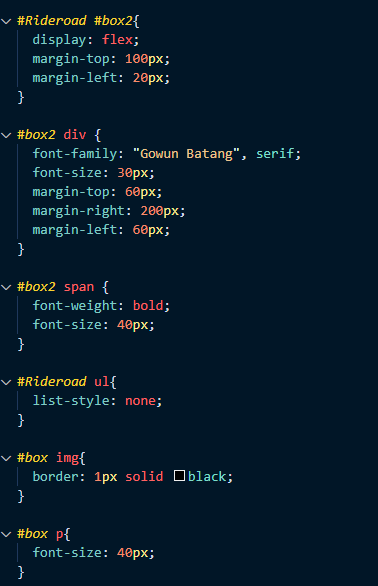 #Rideroad #box2{
display: flex;
margin-top: 100px;
margin-left: 20px;
}
#box2 div {
font-family: "Gowun Batang", serif;
font-size: 30px;
margin-top: 60px;
margin-right: 200px;
margin-left: 60px;
}
#box2 span {
font-weight: bold;
font-size: 40px;
}
#Rideroad ul{
list-style: none;
}
#box img{
border: 1px solid black;
}
#box p{
font-size: 40px;
}